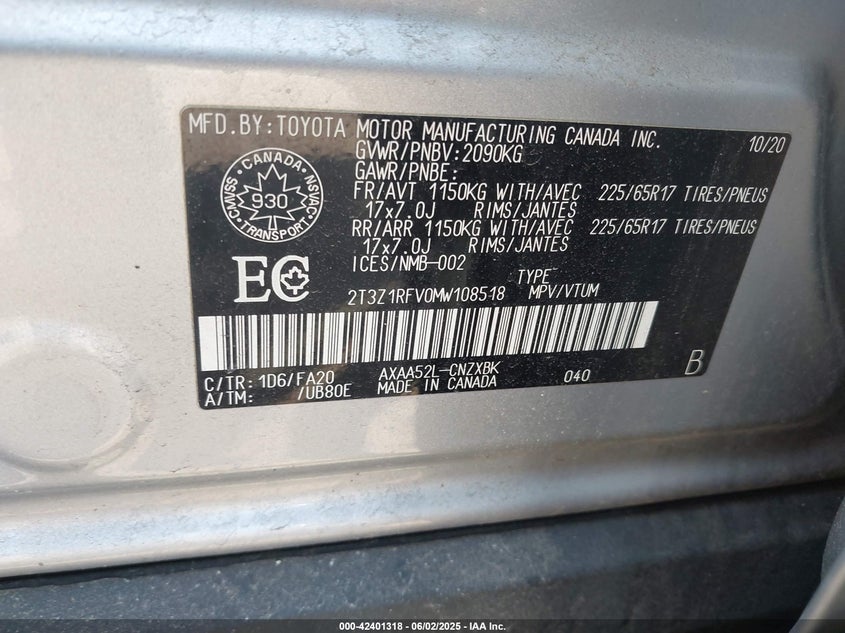 MFD.BY:TOYOTA MOTOR MANUFACTURING CANADA INC. 10/20
GVWR/PNBV:2090KG
GAWR/PNBE:
FR/AVT 1150KG WITH/AVEC 225/65R17 TIRES/PNEUS
17x7.0J RIMS/JANTES
RR/ARR 1150KG WITH/AVEC 225/65R17 TIRES/PNEUS
17x7.0J RIMS/JANTES
ICES/NMB-002
CANADA
CMVSS 930 NSVAC
TRANSPORT
EC
TYPE
2T3Z1RFV0MW108518 MPV/VTUM
C/TR: 1D6/FA20 AXAA52L-CNZXBK 040 B
A/TM: /UB80E MADE IN CANADA
000-42401318 | 06/02/2025 | IAA Inc.